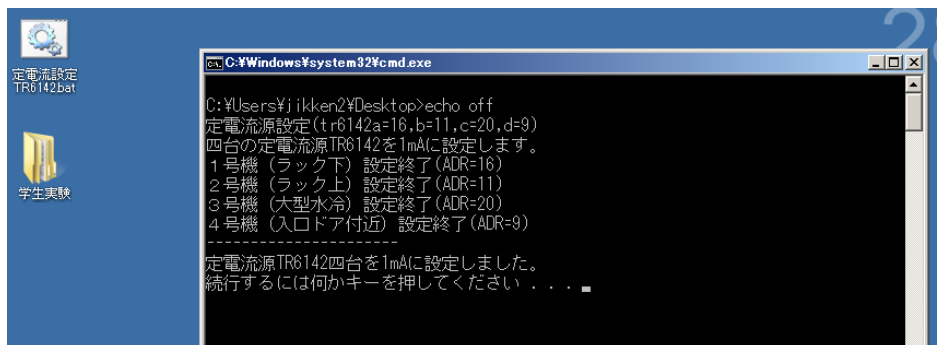 定電流設定
TR6142.bat
学生実験
C:¥Windows¥system32¥cmd.exe
C:¥Users¥jikken2¥Desktop>echo off
定電流源設定(tr6142a=16,b=11,c=20,d=9)
四台の定電流源TR6142を1mAに設定します。
１号機（ラック下）設定終了(ADR=16)
２号機（ラック上）設定終了(ADR=11)
３号機（大型水冷）設定終了(ADR=20)
４号機（入口ドア付近）設定終了(ADR=9)
----------------------
定電流源TR6142四台を1mAに設定しました。
続行するには何かキーを押してください . . .